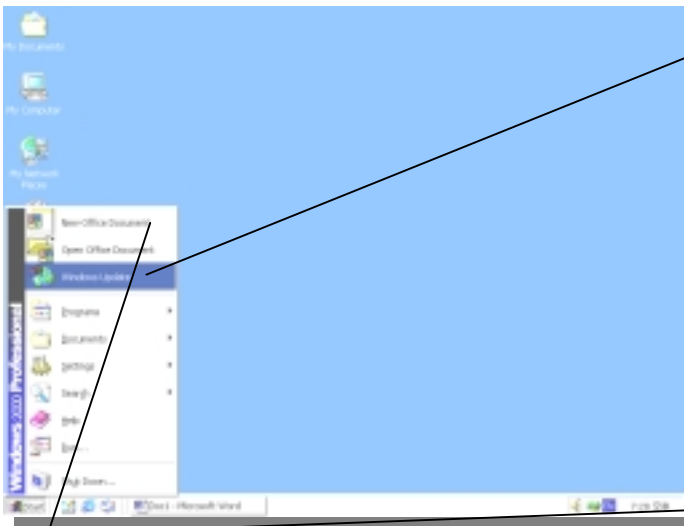 My Documents
My Computer
My Network
Places
New Office Document
Open Office Document
Windows Update
Programs
Documents
Settings
Search
Help
Run...
Shut Down...
Windows 2000 Professional
Start
Doc1 - Microsoft Word